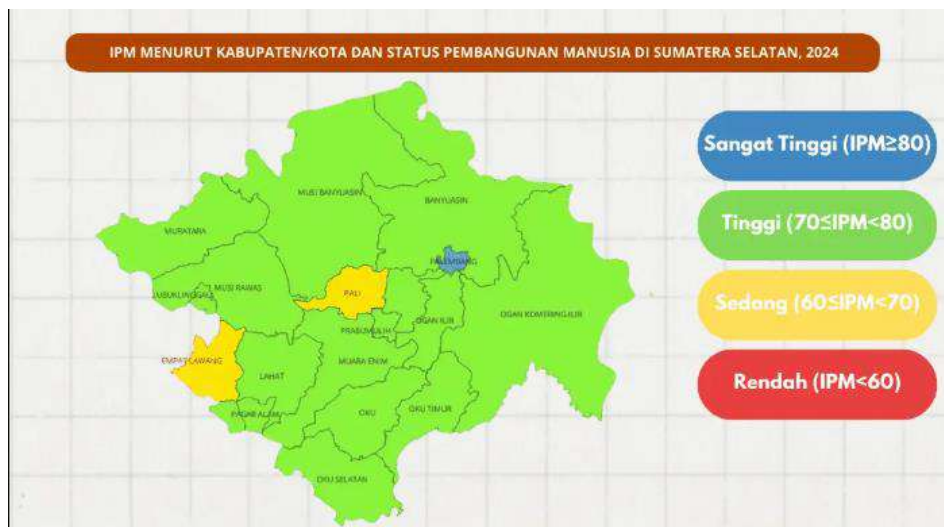 IPM MENURUT KABUPATEN/KOTA DAN STATUS PEMBANGUNAN MANUSIA DI SUMATERA SELATAN, 2024
Sangat Tinggi (IPM≥80)
Tinggi (70≤IPM<80)
Sedang (60≤IPM<70)
Rendah (IPM<60)
MUSI BANYUASIN
BANYUASIN
MURATARA
PALEMBANG
MUSI RAWAS
PALI
OGAN ILIR
OGAN KOMERING ILIR
PRABUMULIH
EMPAT LAWANG
MUARA ENIM
LAHAT
PAGAR ALAM
OKU
OKU TIMUR
OKU SELATAN